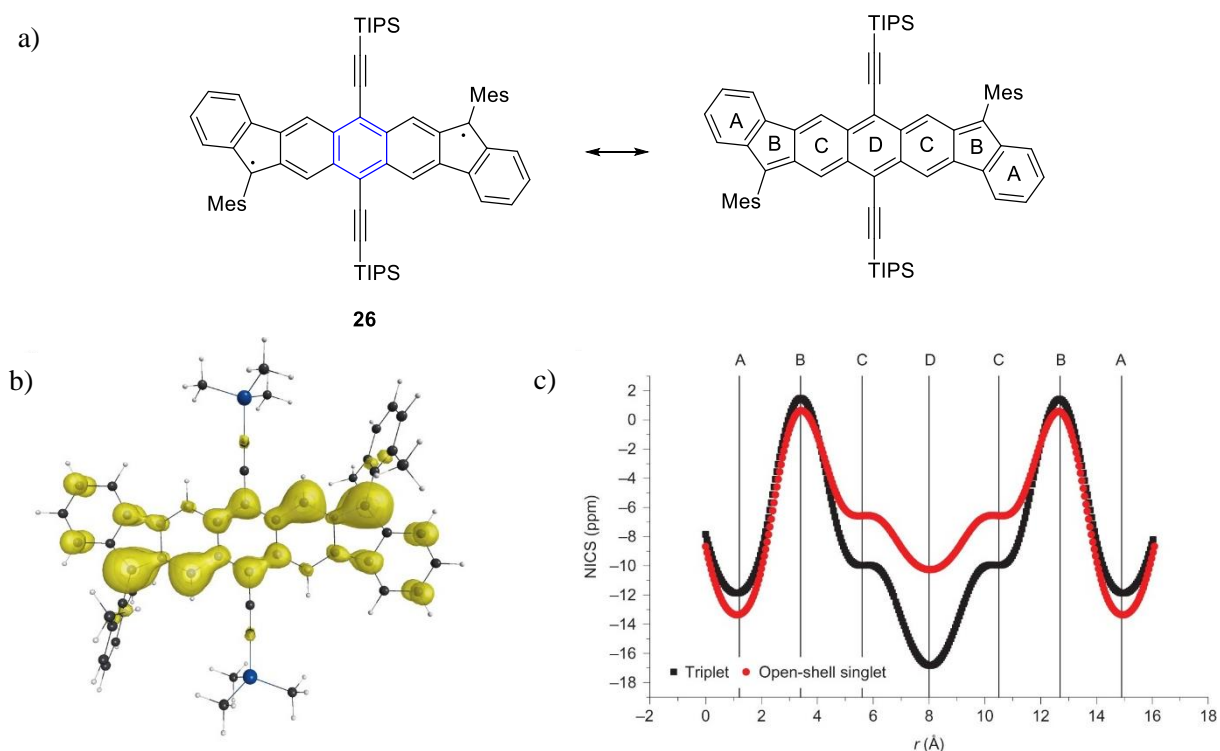 a)
TIPS
TIPS
Mes
Mes
A
B
C
D
C
B
A
Mes
Mes
TIPS
TIPS
26
b)
c)
A B C D C B A
2
0
–2
–4
–6
–8
–10
–12
–14
–16
–18
NICS (ppm)
Triplet Open-shell singlet
–2 0 2 4 6 8 10 12 14 16 18
r (Å)